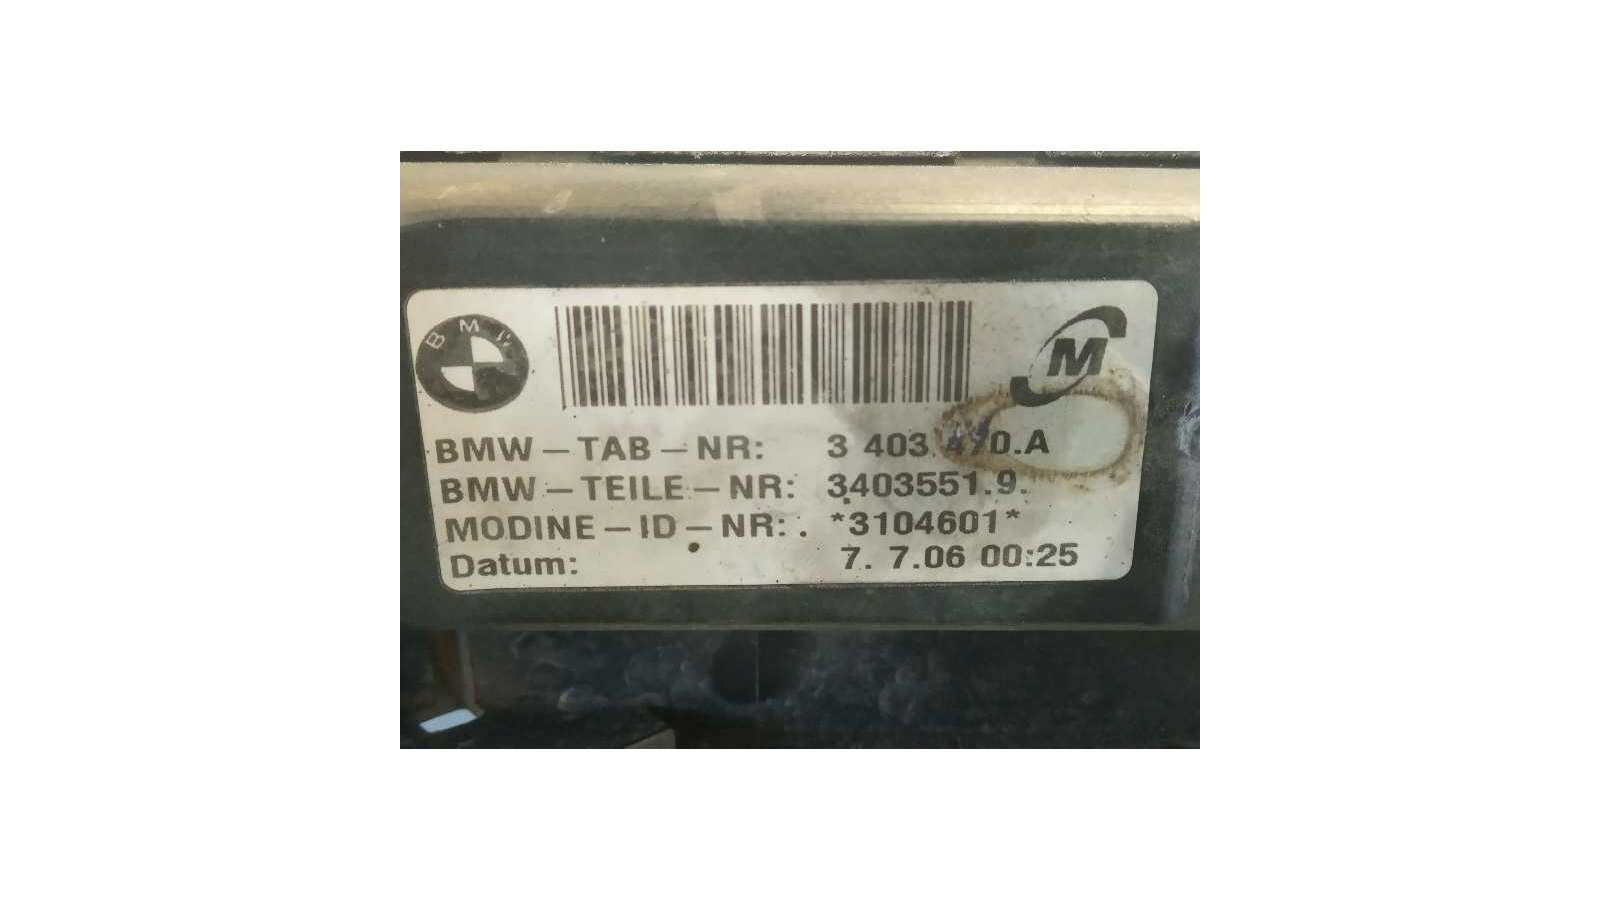 BMW
M
BMW-TAB-NR: 3 403 470.A
BMW-TEILE-NR: 3403551.9.
MODINE-ID-NR: *3104601*
Datum: 7. 7.06 00:25